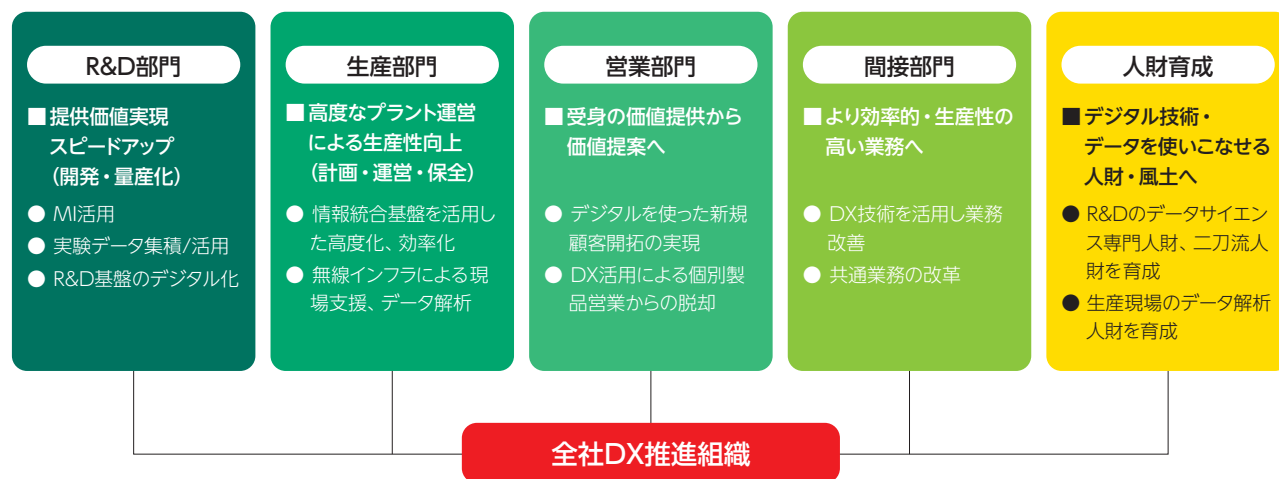 R&D部門
■提供価値実現
スピードアップ
（開発・量産化）
● MI活用
● 実験データ集積/活用
● R&D基盤のデジタル化
生産部門
■高度なプラント運営
による生産性向上
（計画・運営・保全）
● 情報統合基盤を活用し
た高度化、効率化
● 無線インフラによる現
場支援、データ解析
営業部門
■受身の価値提供から
価値提案へ
● デジタルを使った新規
顧客開拓の実現
● DX活用による個別製
品営業からの脱却
間接部門
■より効率的・生産性の
高い業務へ
● DX技術を活用し業務
改善
● 共通業務の改革
人財育成
■デジタル技術・
データを使いこなせる
人財・風土へ
● R&Dのデータサイエン
ス専門人財、二刀流人
財を育成
● 生産現場のデータ解析
人財を育成
全社DX推進組織